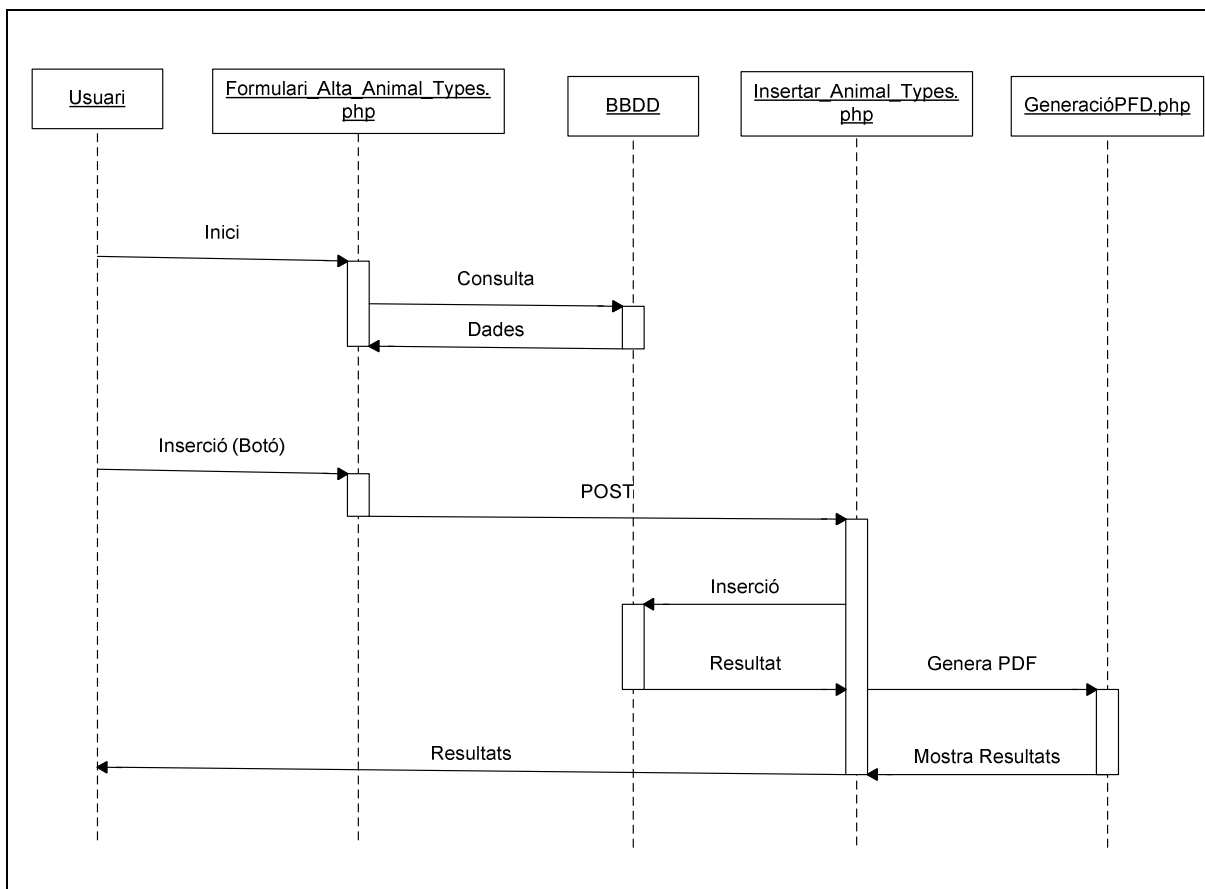 Usuari
Formulari_Alta_Animal_Types.
php
BBDD
Insertar_Animal_Types.
php
GeneracióPFD.php
Inici
Consulta
Dades
Inserció (Botó)
POST
Inserció
Resultat
Genera PDF
Resultats
Mostra Resultats